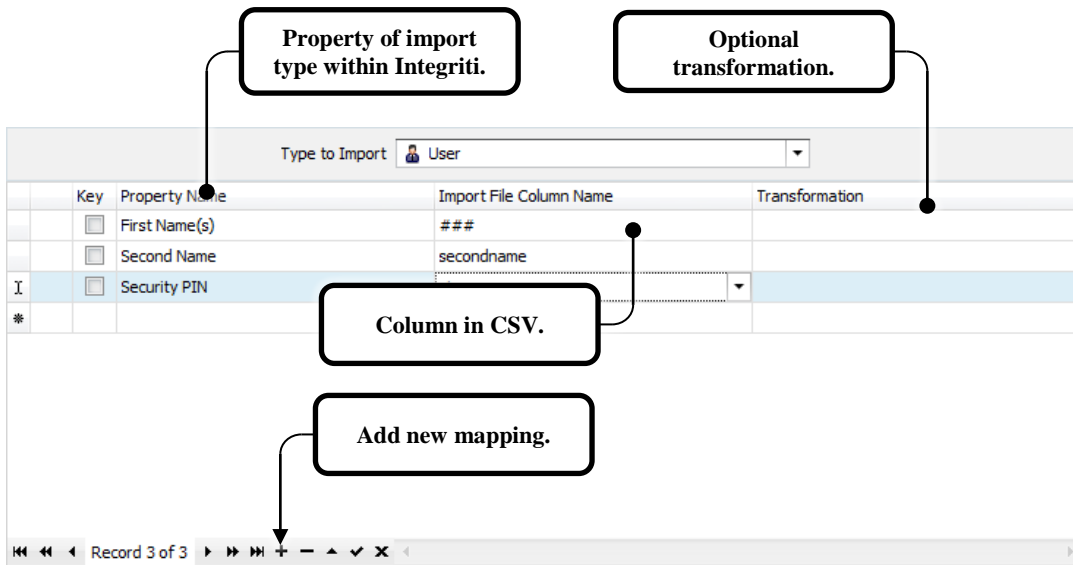 Property of import
type within Integriti.
Optional
transformation.
Type to Import User
Key Property Name Import File Column Name Transformation
First Name(s) ###
Second Name secondname
Security PIN
Column in CSV.
Add new mapping.
Record 3 of 3